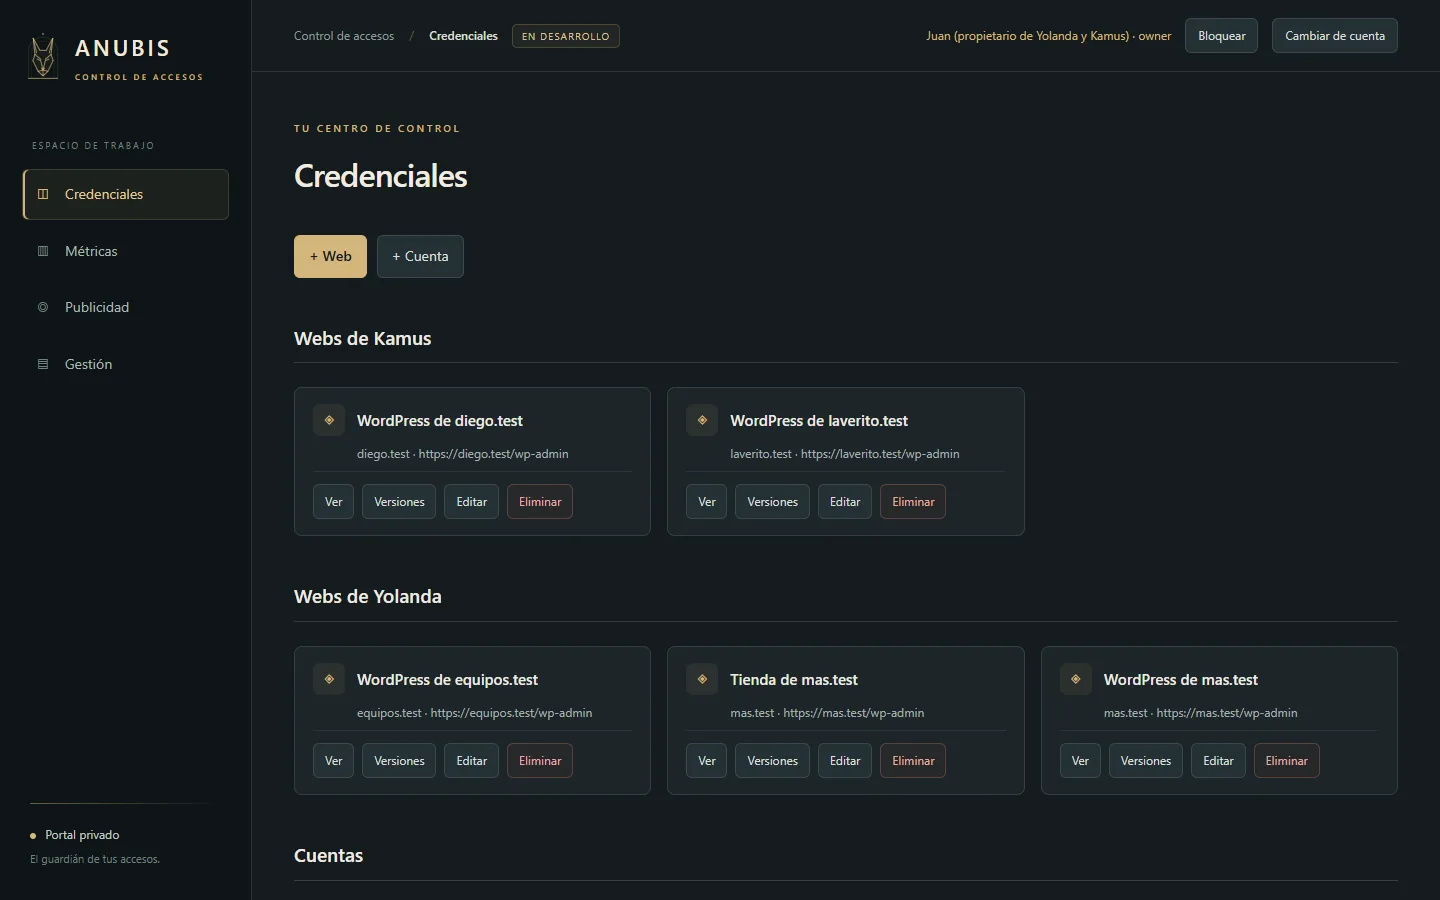 ANUBIS
CONTROL DE ACCESOS
ESPACIO DE TRABAJO
Credenciales
Métricas
Publicidad
Gestión
Portal privado
El guardián de tus accesos.
Control de accesos / Credenciales EN DESARROLLO
Juan (propietario de Yolanda y Kamus) · owner Bloquear Cambiar de cuenta
TU CENTRO DE CONTROL
Credenciales
+ Web + Cuenta
Webs de Kamus
WordPress de diego.test
diego.test · https://diego.test/wp-admin
Ver Versiones Editar Eliminar
WordPress de laverito.test
laverito.test · https://laverito.test/wp-admin
Ver Versiones Editar Eliminar
Webs de Yolanda
WordPress de equipos.test
equipos.test · https://equipos.test/wp-admin
Ver Versiones Editar Eliminar
Tienda de mas.test
mas.test · https://mas.test/wp-admin
Ver Versiones Editar Eliminar
WordPress de mas.test
mas.test · https://mas.test/wp-admin
Ver Versiones Editar Eliminar
Cuentas